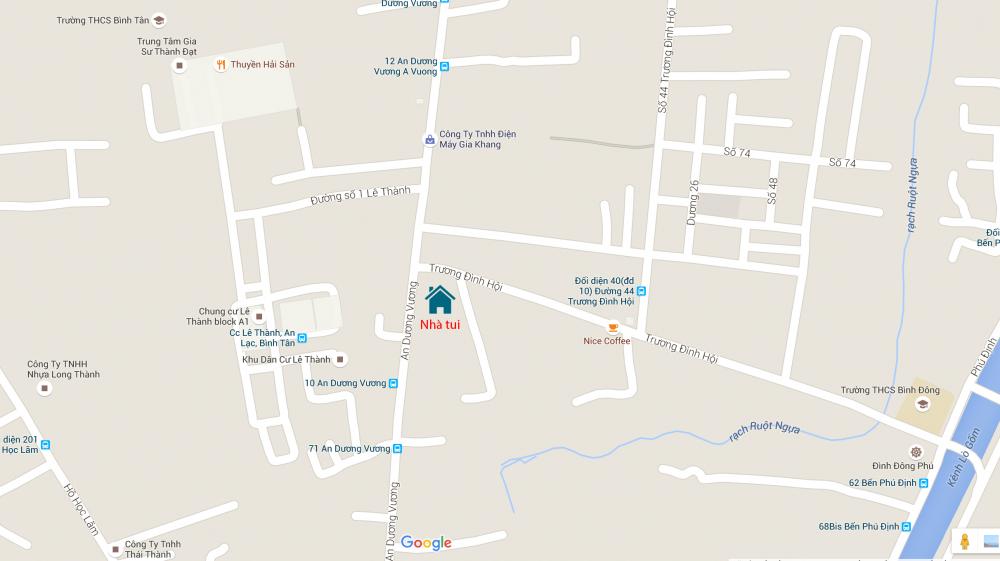 Dương Vương
Trường THCS Bình Tân
Trung Tâm Gia
Sư Thành Đạt
Thuyền Hải Sản
12 An Dương
Vương A Vuong
Công Ty Tnhh Điện
Máy Gia Khang
Số 44 Trương Đình Hội
Số 74
Số 74
Dương 26
Số 48
rạch Ruột Ngựa
Đường số 1 Lê Thành
Đối
Bến P
Trương Đình Hội
Đối diện 40(đd
10) Đường 44
Trương Đình Hội
An Dương Vương
Nhà tui
Chung cư Lê
Thành block A1
Cc Lê Thành, An
Lạc, Bình Tân
Nice Coffee
Trương Đình Hội
Phú Định
Khu Dân Cư Lê Thành
Công Ty TNHH
Nhựa Long Thành
10 An Dương Vương
Trường THCS Bình Đông
diện 201
Học Lãm
71 An Dương Vương
rạch Ruột Ngựa
Kênh Lò Gốm
Đình Đông Phú
62 Bến Phú Định
Hồ Học Lãm
An Dương Vương
68Bis Bến Phú Định
Công Ty Tnhh
Thái Thành
Google